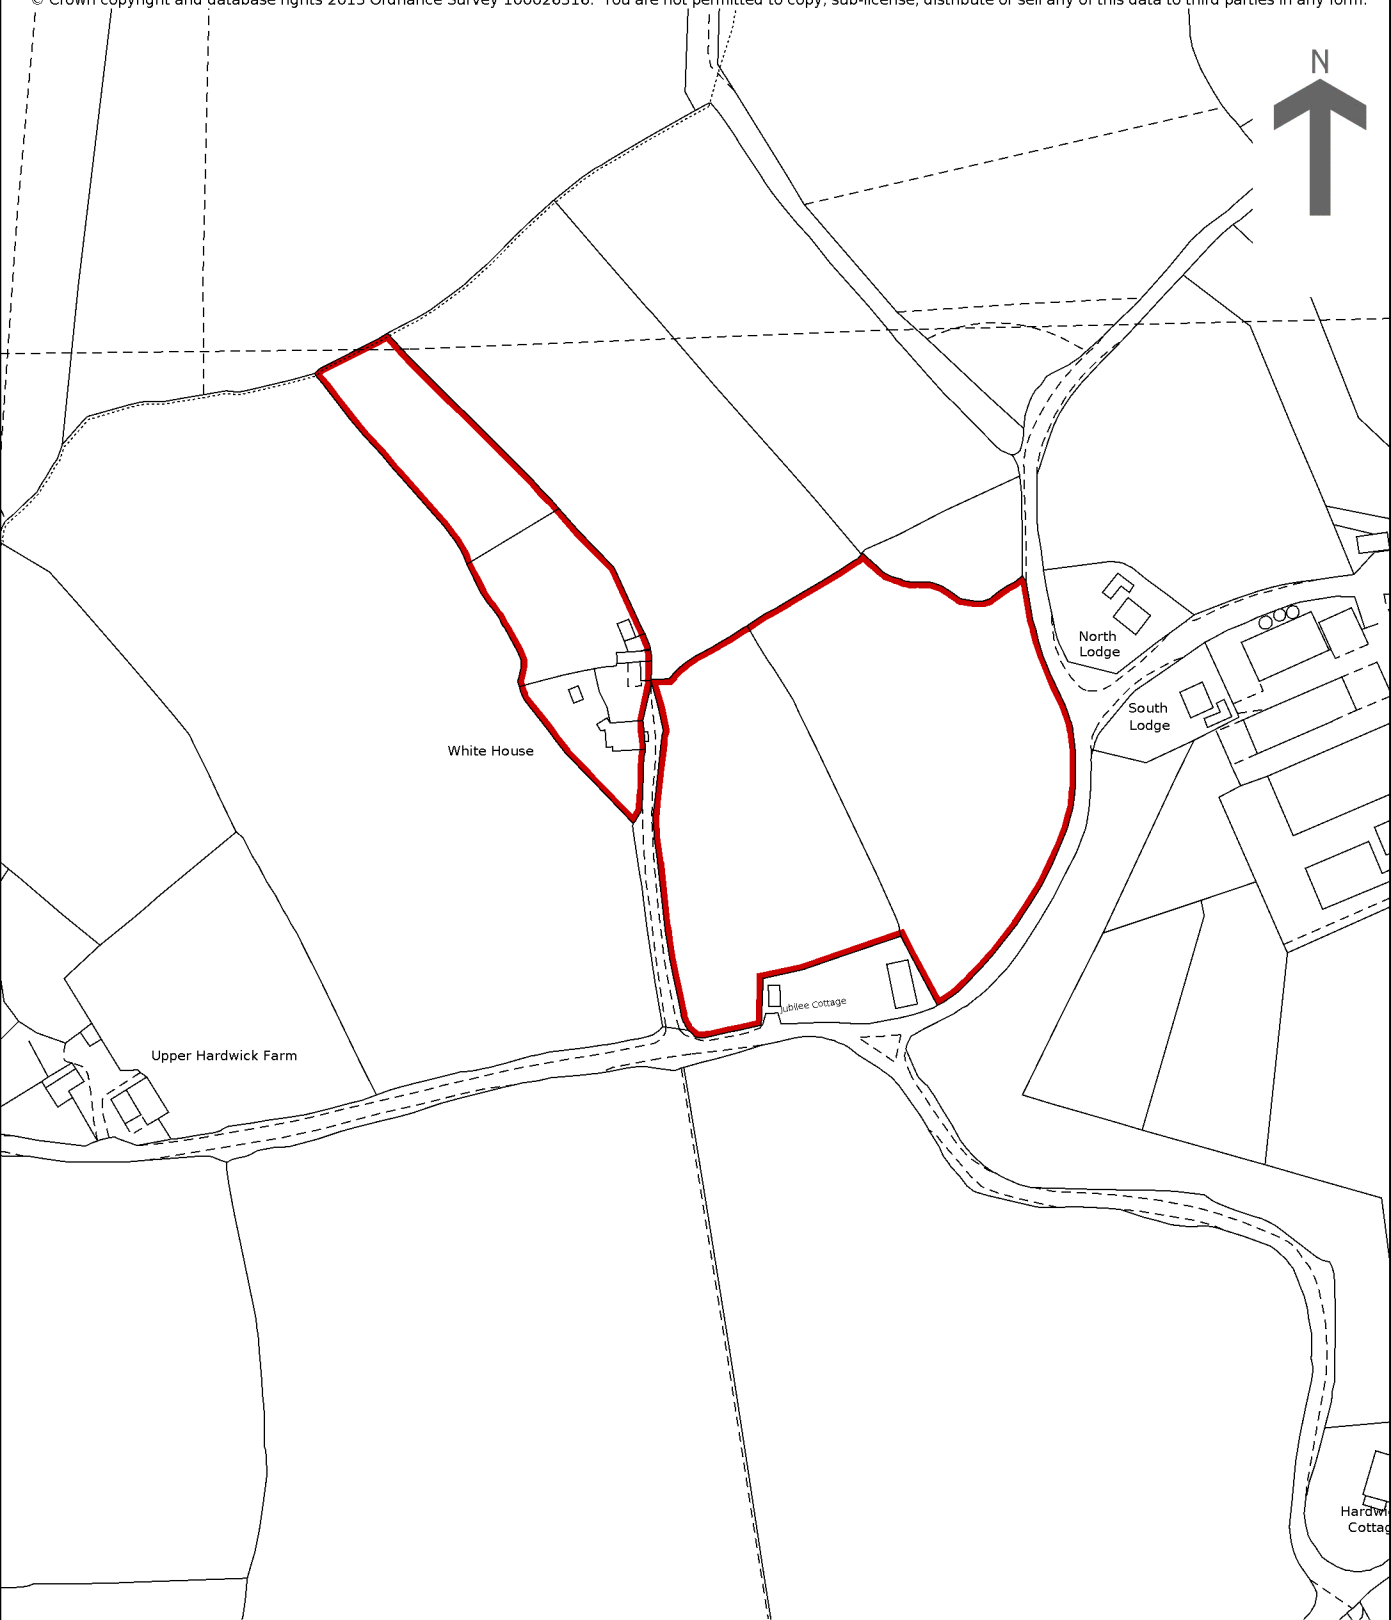 © Crown copyright and database rights 2015 Ordnance Survey 100026316. You are not permitted to copy, sub-license, distribute or sell any of this data to third parties in any form.
N
North
Lodge
South
Lodge
White House
Jubilee Cottage
Upper Hardwick Farm